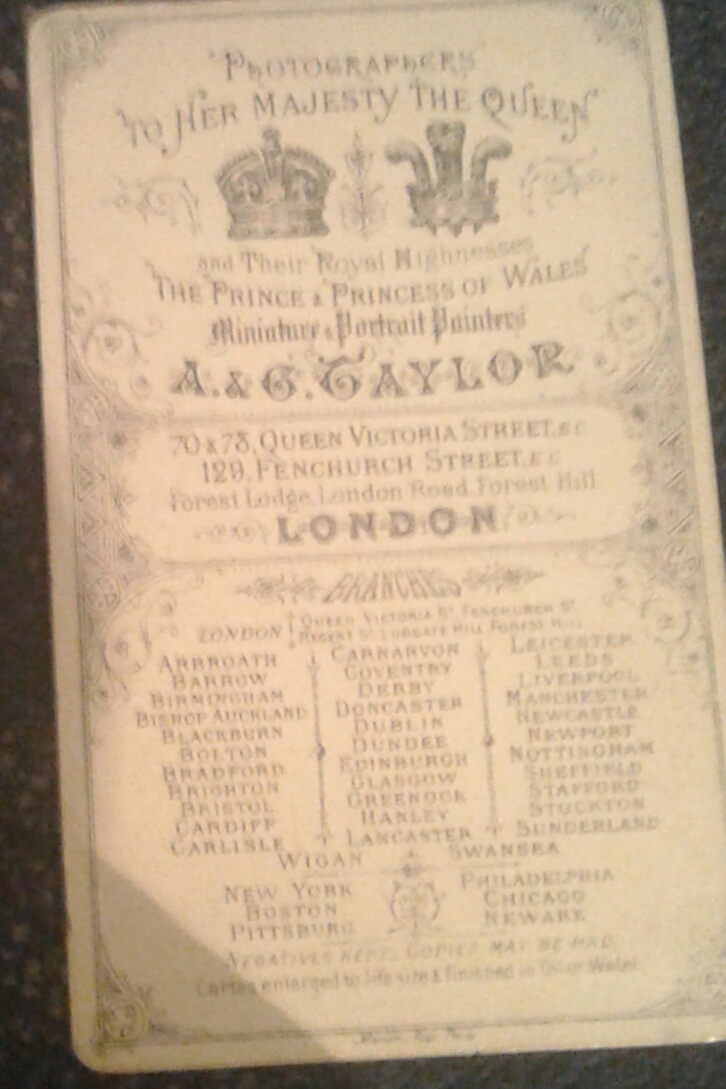 PHOTOGRAPHERS
TO HER MAJESTY THE QUEEN
and Their Royal Highnesses
THE PRINCE & PRINCESS OF WALES
Miniature & Portrait Painters
A. & G. TAYLOR
70 & 78, QUEEN VICTORIA STREET, E C
129, FENCHURCH STREET, E C
Forest Lodge, London Road, Forest Hill
LONDON
BRANCHES
LONDON
QUEEN VICTORIA ST FENCHURCH ST
REGENT ST LUDGATE HILL FOREST HILL
ARBROATH
BARROW
BIRMINGHAM
BISHOP AUCKLAND
BLACKBURN
BOLTON
BRADFORD
BRIGHTON
BRISTOL
CARDIFF
CARLISLE
CARNARVON
COVENTRY
DERBY
DONCASTER
DUBLIN
DUNDEE
EDINBURGH
GLASGOW
GREENOCK
HANLEY
LANCASTER
LEICESTER
LEEDS
LIVERPOOL
MANCHESTER
NEWCASTLE
NEWPORT
NOTTINGHAM
SHEFFIELD
STAFFORD
STOCKTON
SUNDERLAND
WIGAN
SWANSEA
NEW YORK
BOSTON
PITTSBURG
PHILADELPHIA
CHICAGO
NEWARK
NEGATIVES KEPT. COPIES MAY BE HAD
Cartes enlarged to life size & finished in Oil or Water